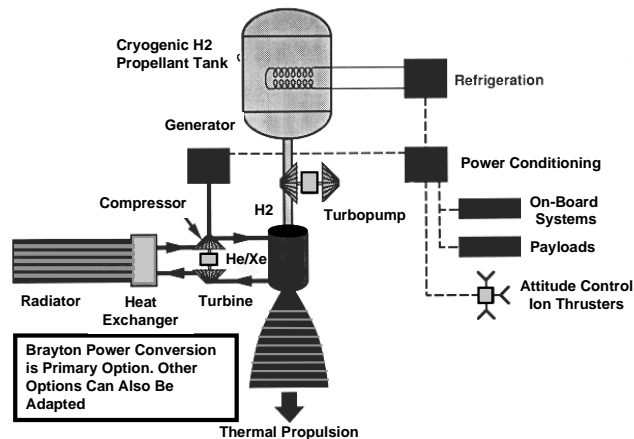 Cryogenic H2
Propellant Tank
Refrigeration
Generator
Power Conditioning
Compressor
H2
Turbopump
On-Board
Systems
Payloads
He/Xe
Radiator
Heat
Exchanger
Turbine
Attitude Control
Ion Thrusters
Brayton Power Conversion
is Primary Option. Other
Options Can Also Be
Adapted
Thermal Propulsion